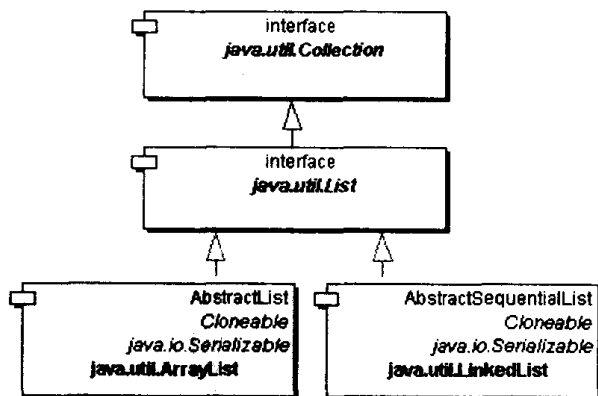 interface
java.util.Collection
interface
java.util.List
AbstractList
Cloneable
java.io.Serializable
java.util.ArrayList
AbstractSequentialList
Cloneable
java.io.Serializable
java.util.LinkedList